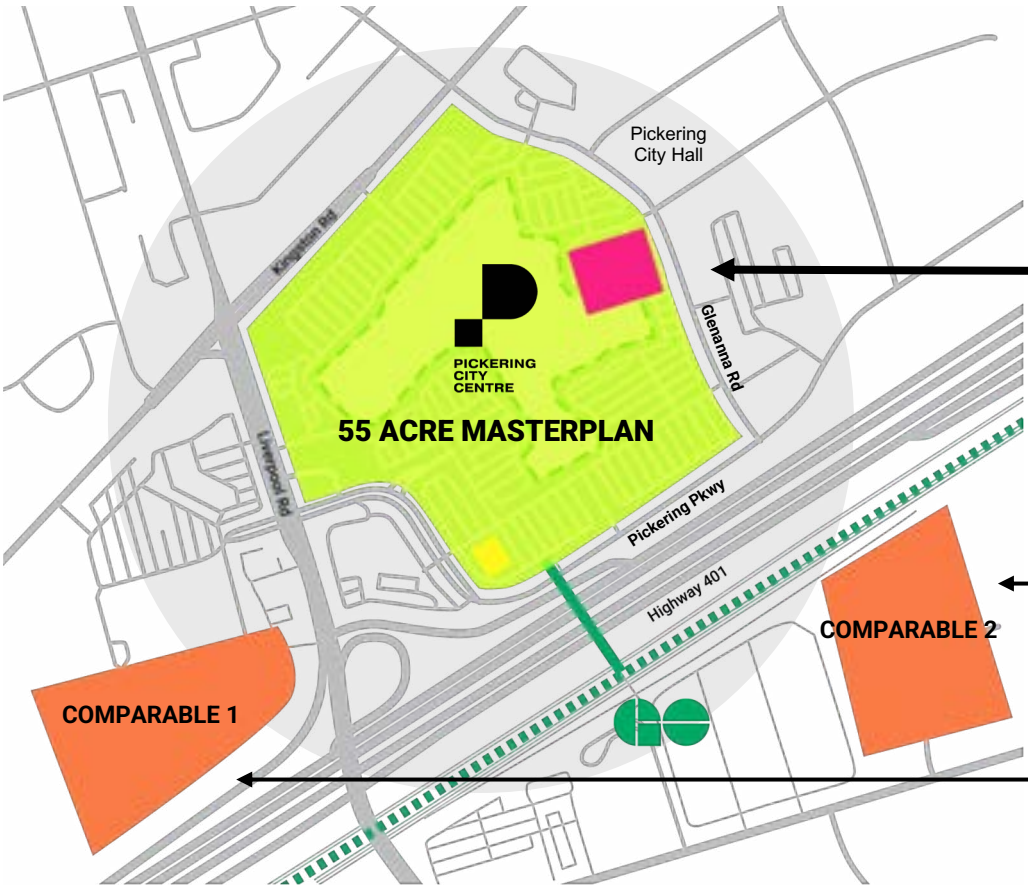 Pickering
City Hall
Kingston Rd
PICKERING
CITY
CENTRE
Glenanna Rd
55 ACRE MASTERPLAN
Liverpool Rd
Pickering Pkwy
Highway 401
COMPARABLE 2
COMPARABLE 1
GO